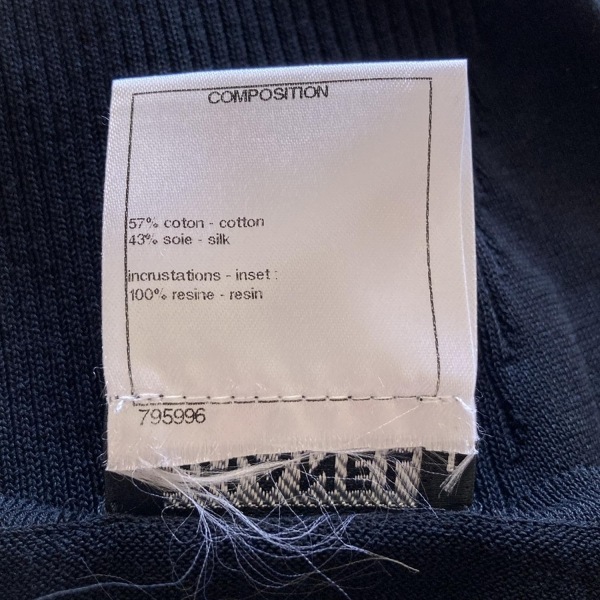 COMPOSITION
57% coton - cotton
43% soie - silk
incrustations - inset :
100% resine - resin
795996